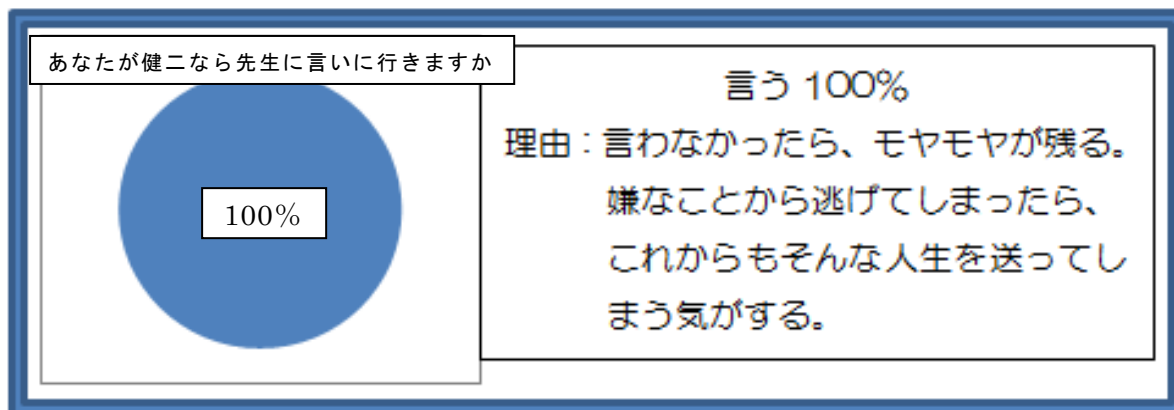 あなたが健二なら先生に言いに行きますか
100%
言う 100%
理由：言わなかったら、モヤモヤが残る。
嫌なことから逃げてしまったら、
これからもそんな人生を送ってし
まう気がする。